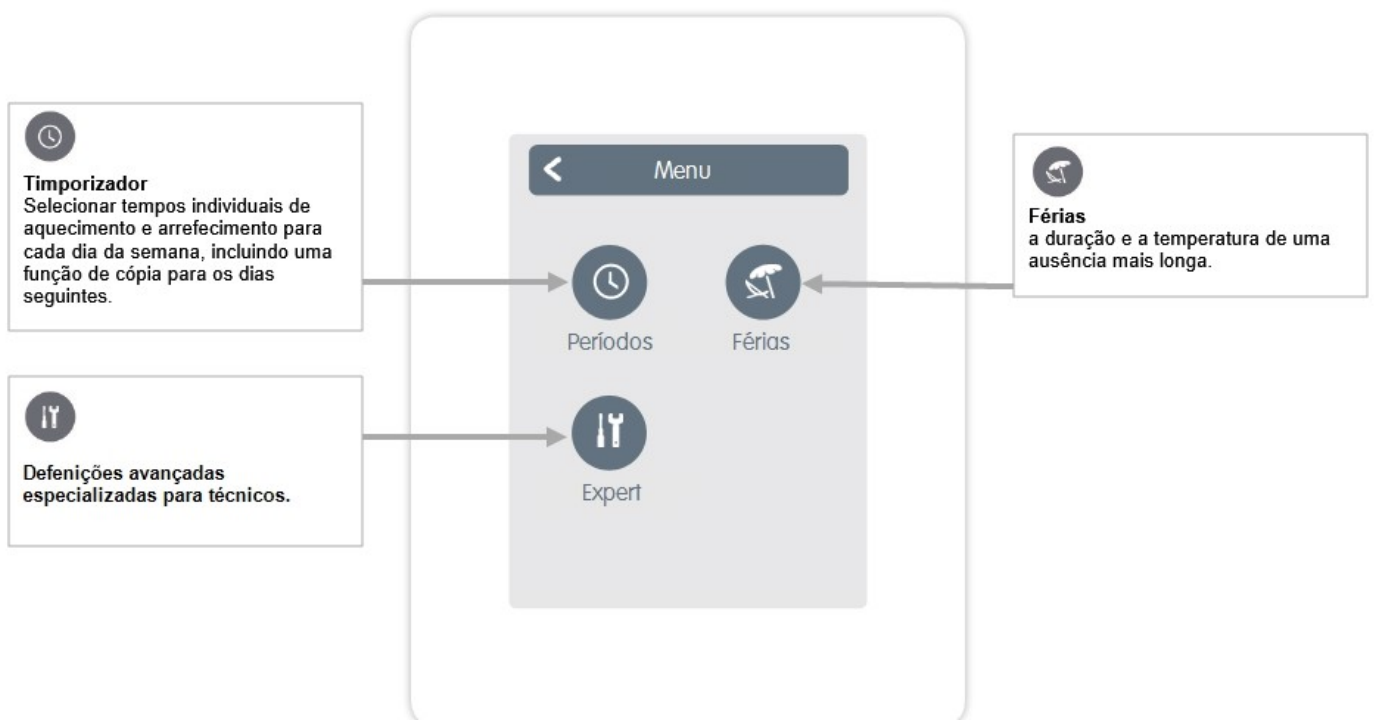 Timporizador
Selecionar tempos individuais de
aquecimento e arrefecimento para
cada dia da semana, incluindo uma
função de cópia para os dias
seguintes.
Defenições avançadas
especializadas para técnicos.
Menu
Períodos
Férias
Expert
Férias
a duração e a temperatura de uma
ausência mais longa.